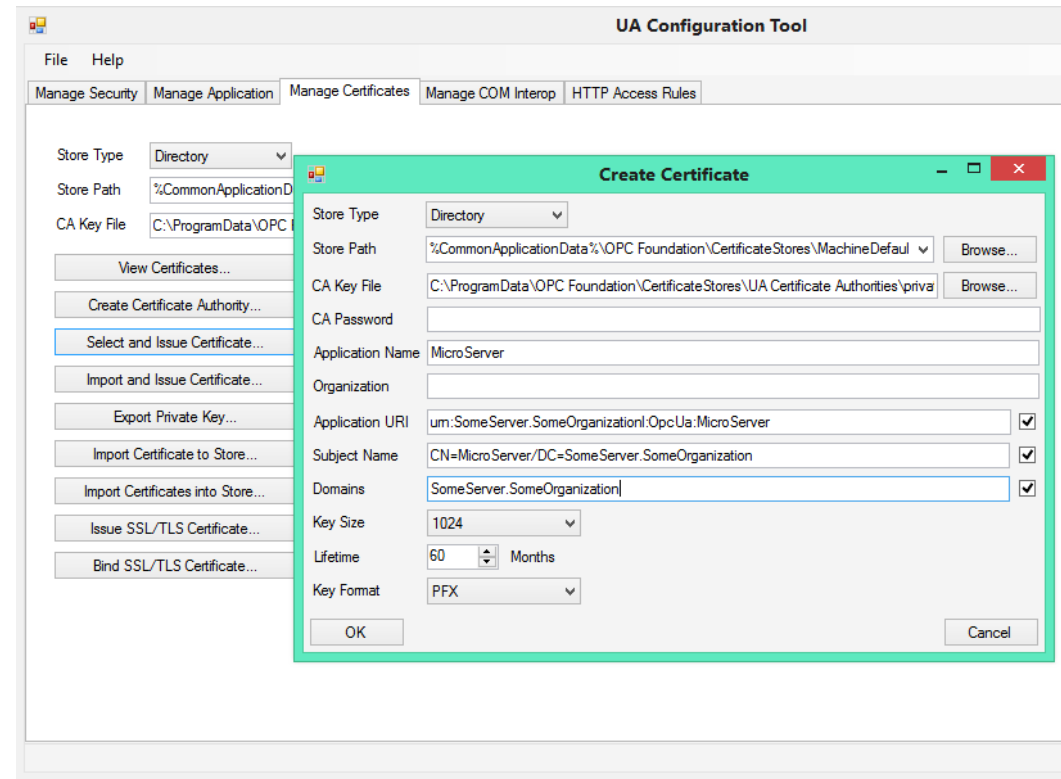 UA Configuration Tool
File Help
Manage Security Manage Application Manage Certificates Manage COM Interop HTTP Access Rules
Store Type Directory
Store Path %CommonApplicationD
CA Key File C:\ProgramData\OPC
View Certificates...
Create Certificate Authority...
Select and Issue Certificate...
Import and Issue Certificate...
Export Private Key...
Import Certificate to Store...
Import Certificates into Store...
Issue SSL/TLS Certificate...
Bind SSL/TLS Certificate...
Create Certificate
Store Type Directory
Store Path %CommonApplicationData%\OPC Foundation\CertificateStores\MachineDefaul Browse...
CA Key File C:\ProgramData\OPC Foundation\CertificateStores\UA Certificate Authorities\priva Browse...
CA Password
Application Name MicroServer
Organization
Application URI urn:SomeServer.SomeOrganizationl:OpcUa:MicroServer
Subject Name CN=MicroServer/DC=SomeServer.SomeOrganization
Domains SomeServer.SomeOrganization
Key Size 1024
Lifetime 60 Months
Key Format PFX
OK Cancel